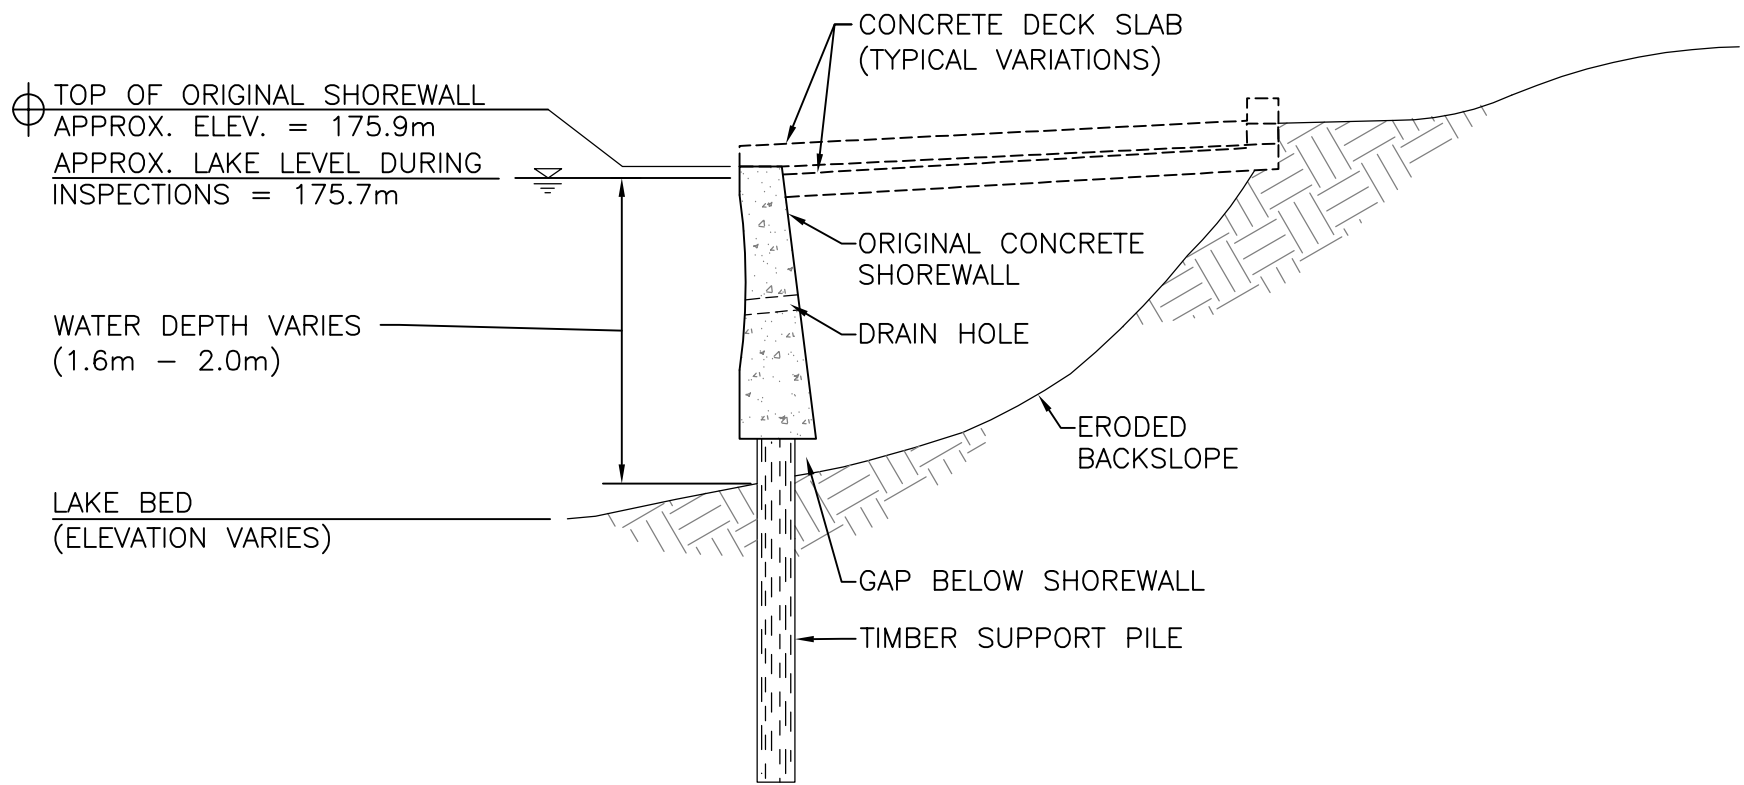 CONCRETE DECK SLAB
(TYPICAL VARIATIONS)
TOP OF ORIGINAL SHOREWALL
APPROX. ELEV. = 175.9m
APPROX. LAKE LEVEL DURING
INSPECTIONS = 175.7m
ORIGINAL CONCRETE
SHOREWALL
DRAIN HOLE
WATER DEPTH VARIES
(1.6m – 2.0m)
ERODED
BACKSLOPE
LAKE BED
(ELEVATION VARIES)
GAP BELOW SHOREWALL
TIMBER SUPPORT PILE